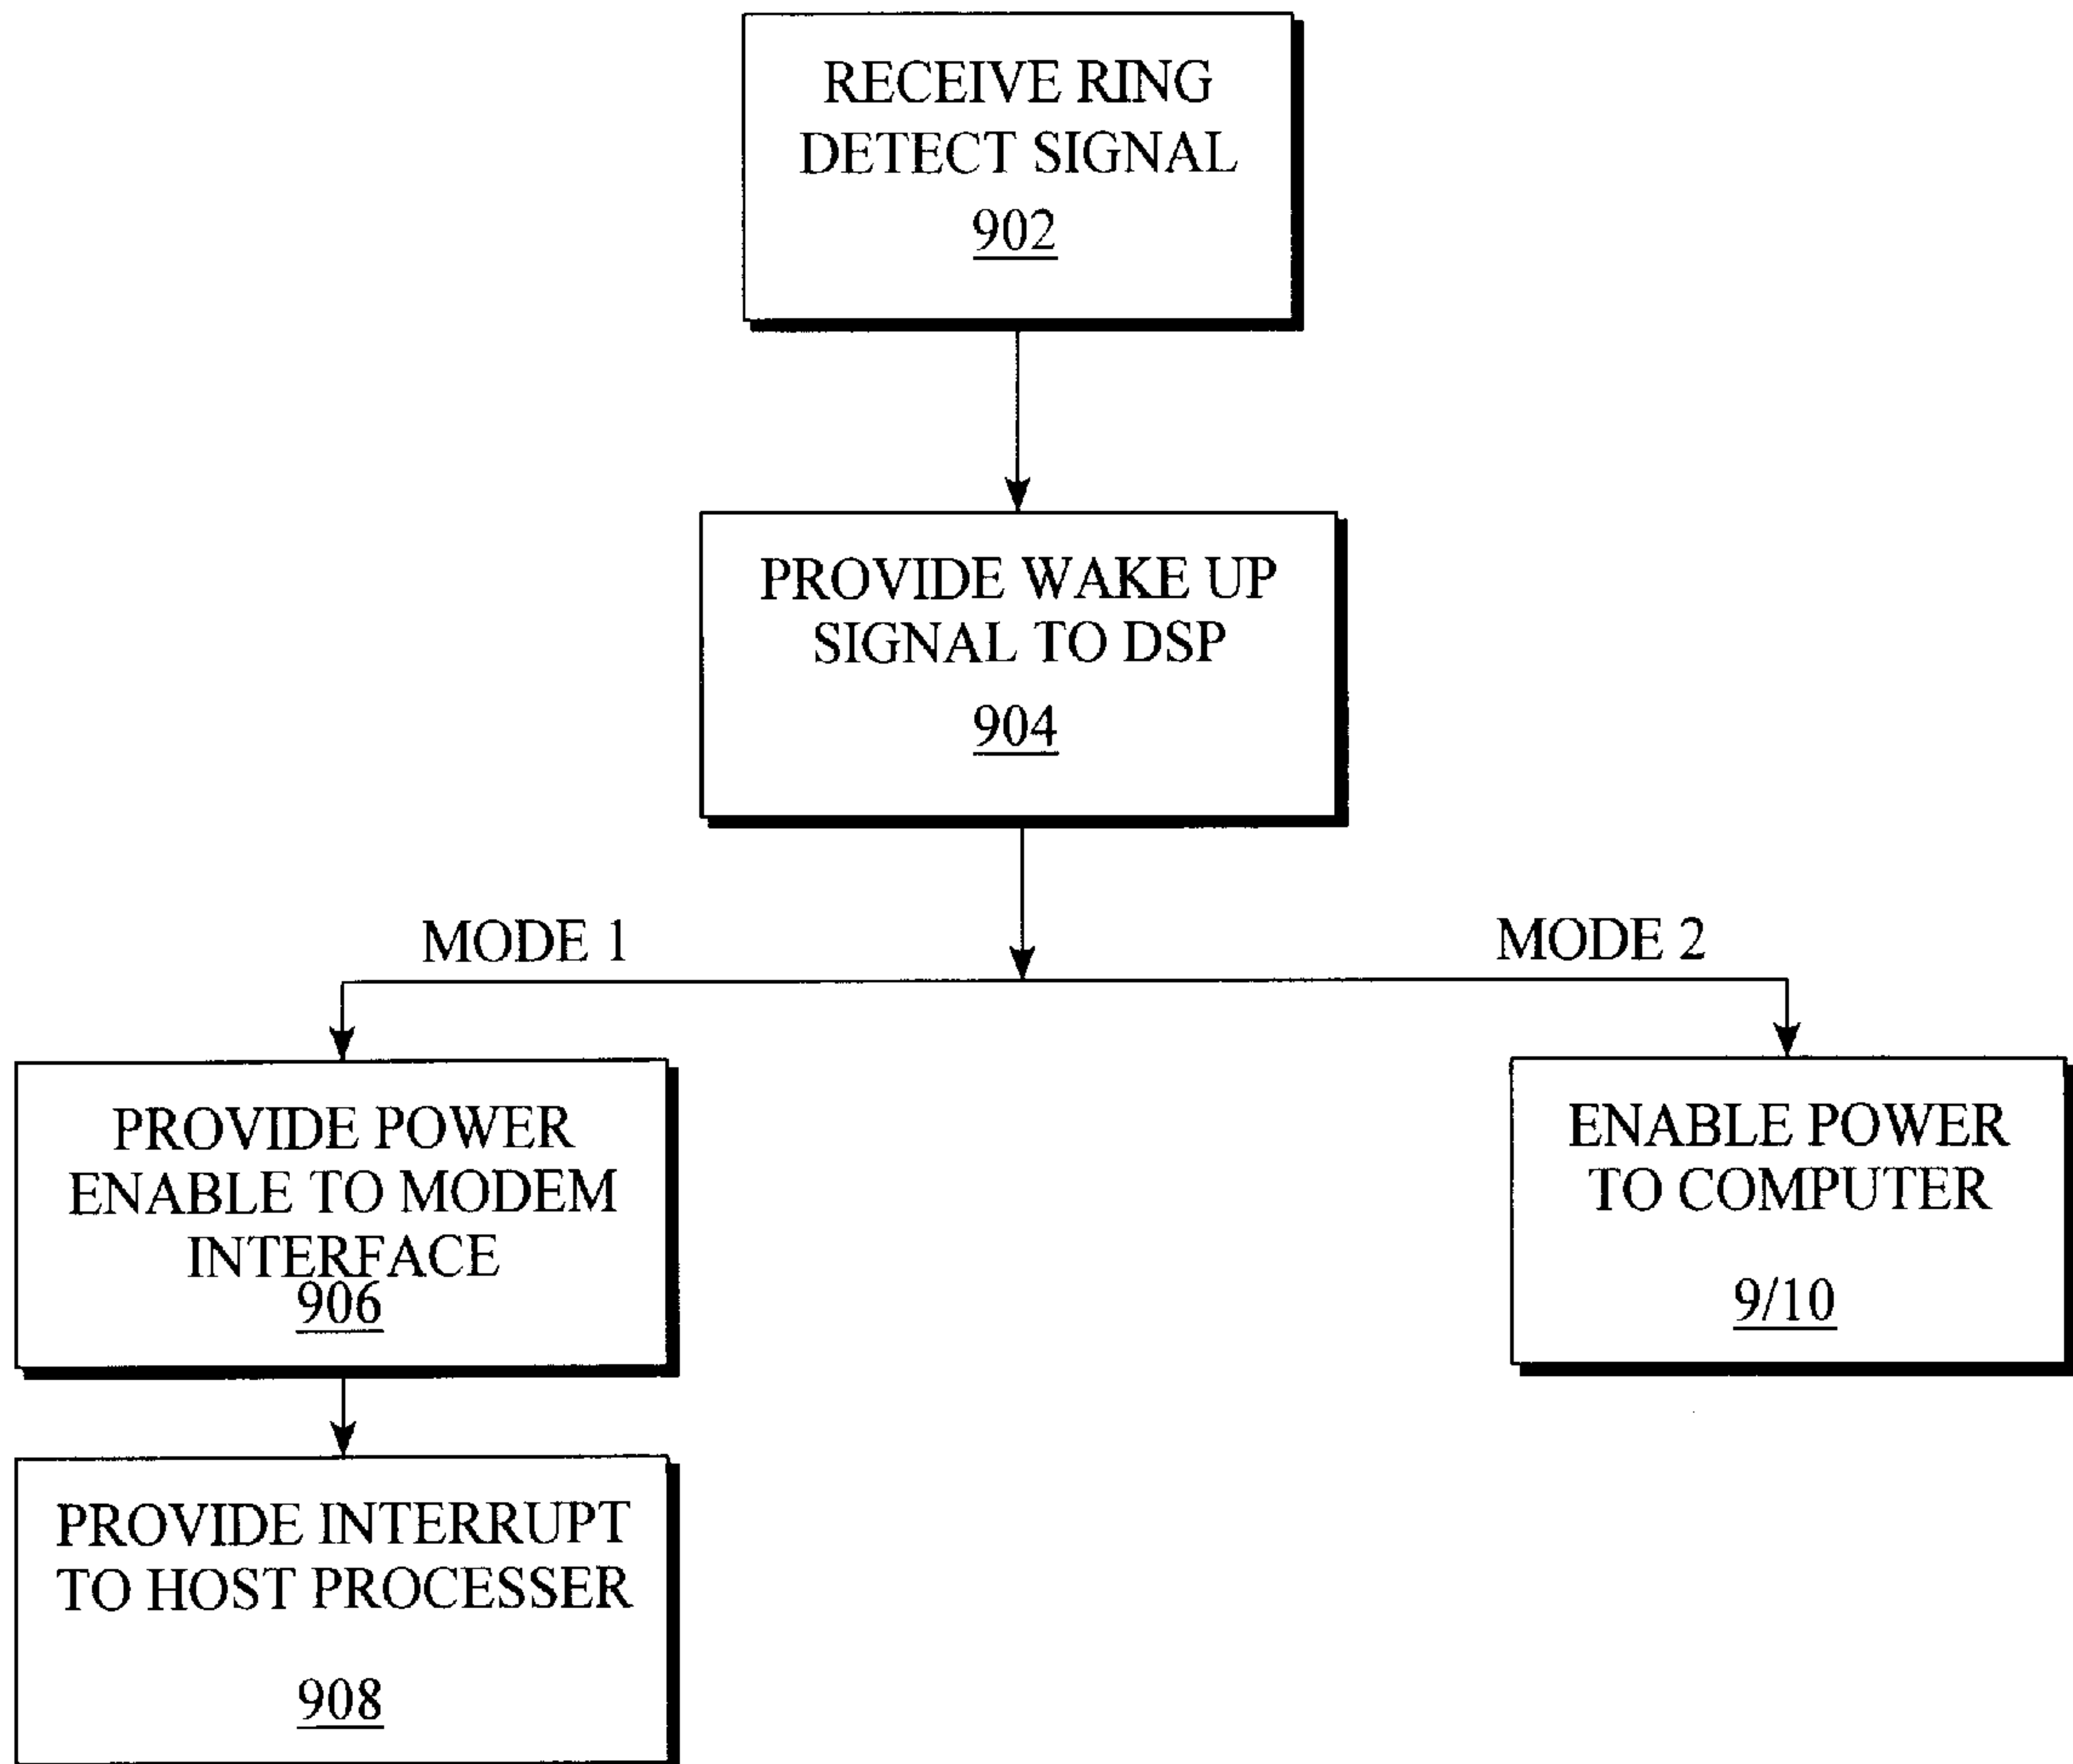 RECEIVE RING
DETECT SIGNAL
902
PROVIDE WAKE UP
SIGNAL TO DSP
904
MODE 1
MODE 2
PROVIDE POWER
ENABLE TO MODEM
INTERFACE
906
ENABLE POWER
TO COMPUTER
9/10
PROVIDE INTERRUPT
TO HOST PROCESSER
908